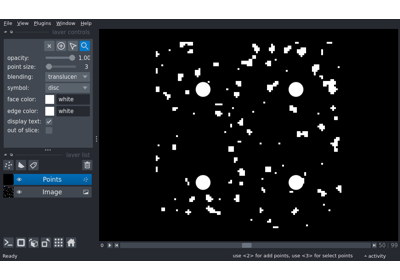 File View Plugins Window Help
layer controls
opacity: 1.00
point size: 3
blending: translucen
symbol: disc
face color: white
edge color: white
display text:
out of slice:
layer list
Points
Image
0 50 99
Ready use <2> for add points, use <3> for select points activity